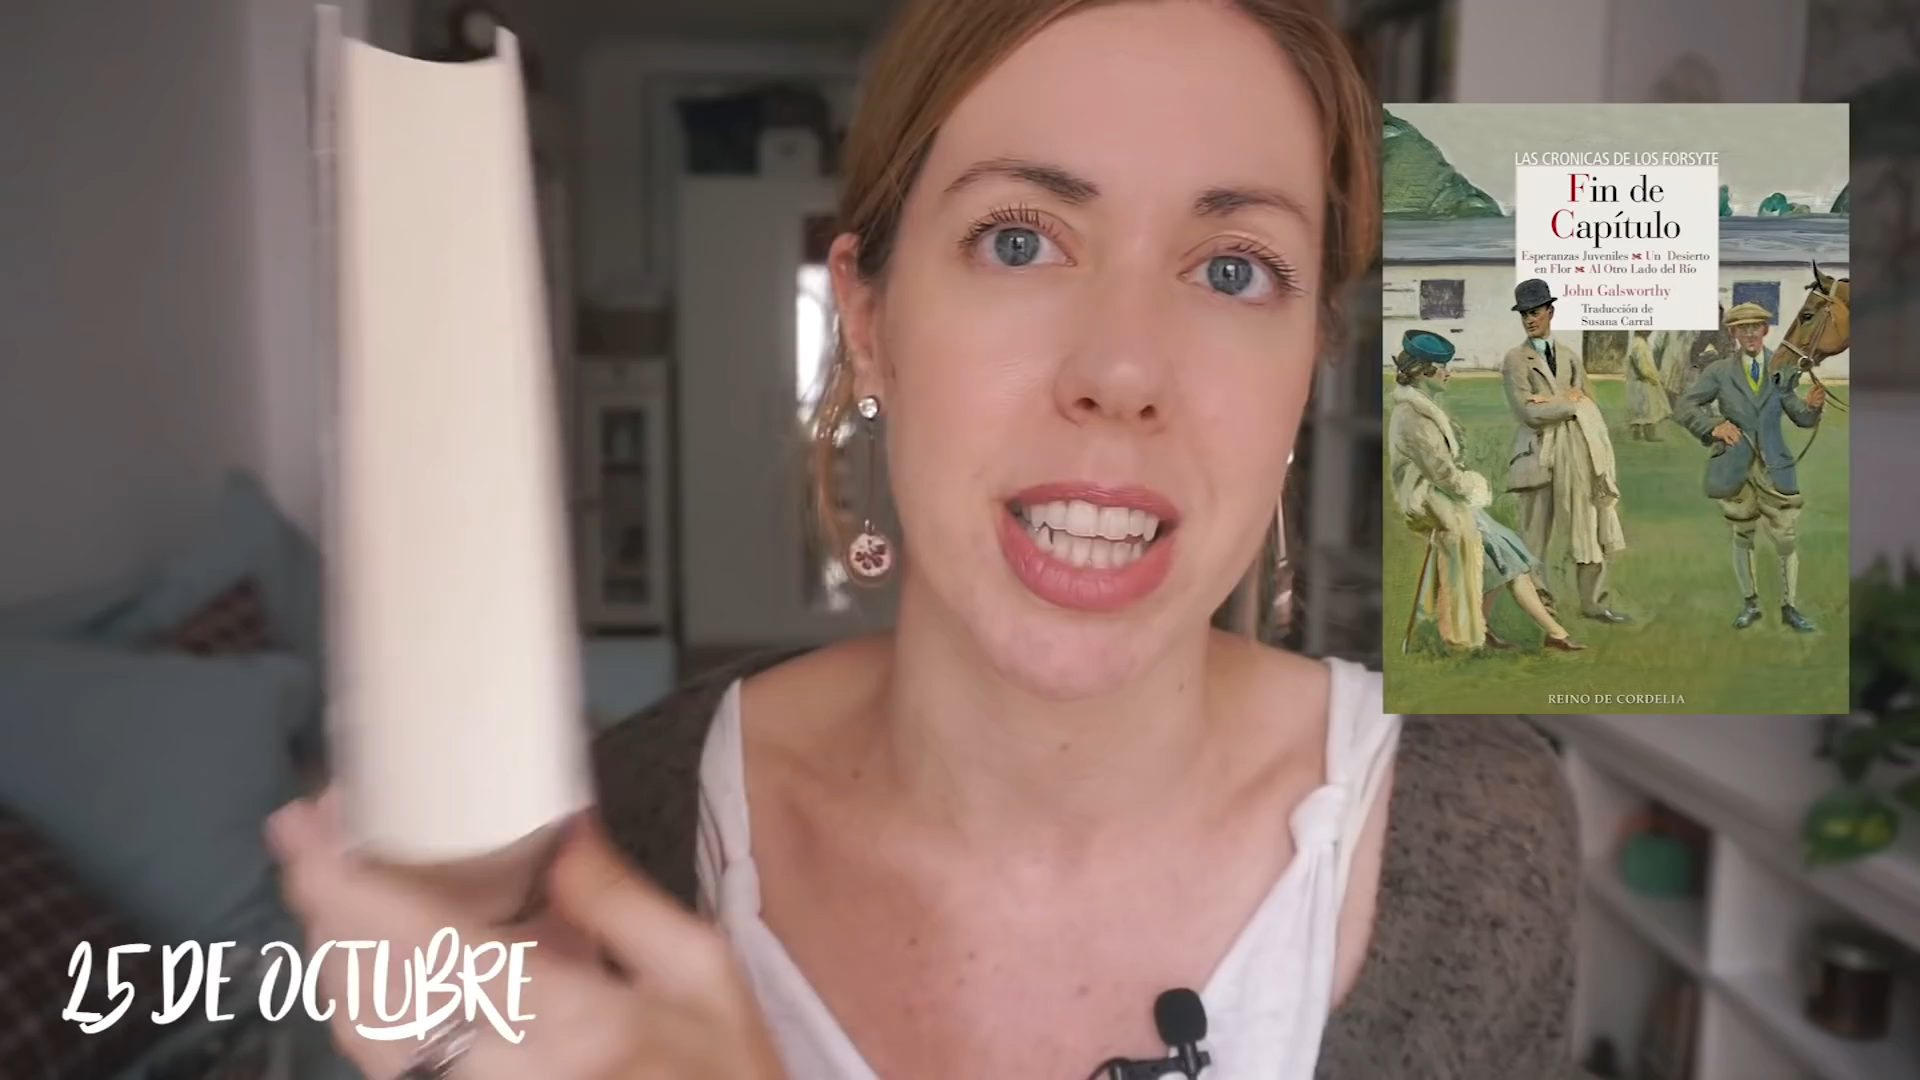 LAS CRONICAS DE LOS FORSYTE
Fin de
Capítulo
Esperanzas Juveniles Un Desierto
en Flor Al Otro Lado del Río
John Galsworthy
Traducción de
Susana Carral
REINO DE CORDELIA
25 DE OCTUBRE